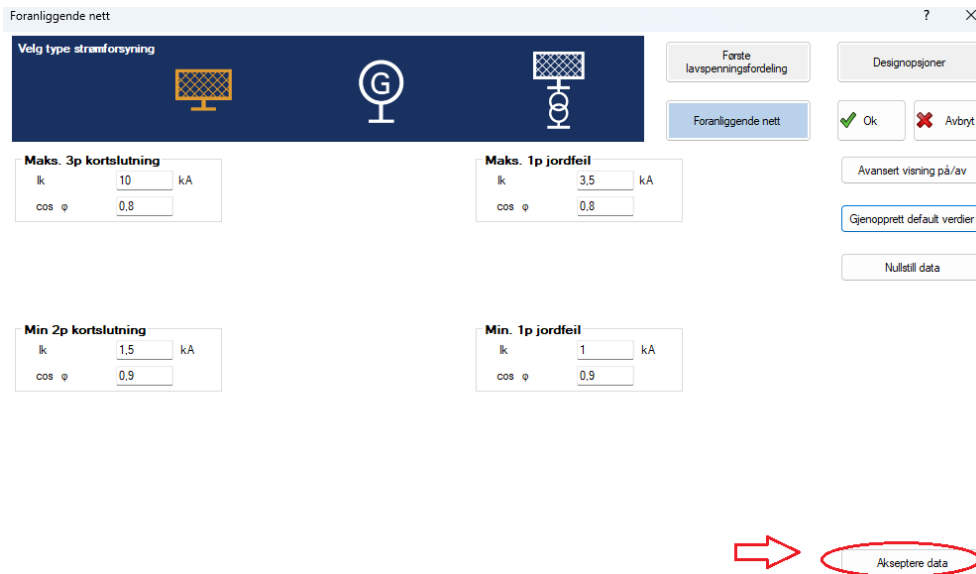 Foranliggende nett
?
X
Velg type strømforsyning
G
Første
lavspenningsfordeling
Designopsjoner
Foranliggende nett
Ok
Avbryt
Maks. 3p kortslutning
Ik 10 kA
cos φ 0,8
Maks. 1p jordfeil
Ik 3,5 kA
cos φ 0,8
Avansert visning på/av
Gjenopprett default verdier
Nullstill data
Min 2p kortslutning
Ik 1,5 kA
cos φ 0,9
Min. 1p jordfeil
Ik 1 kA
cos φ 0,9
Akseptere data